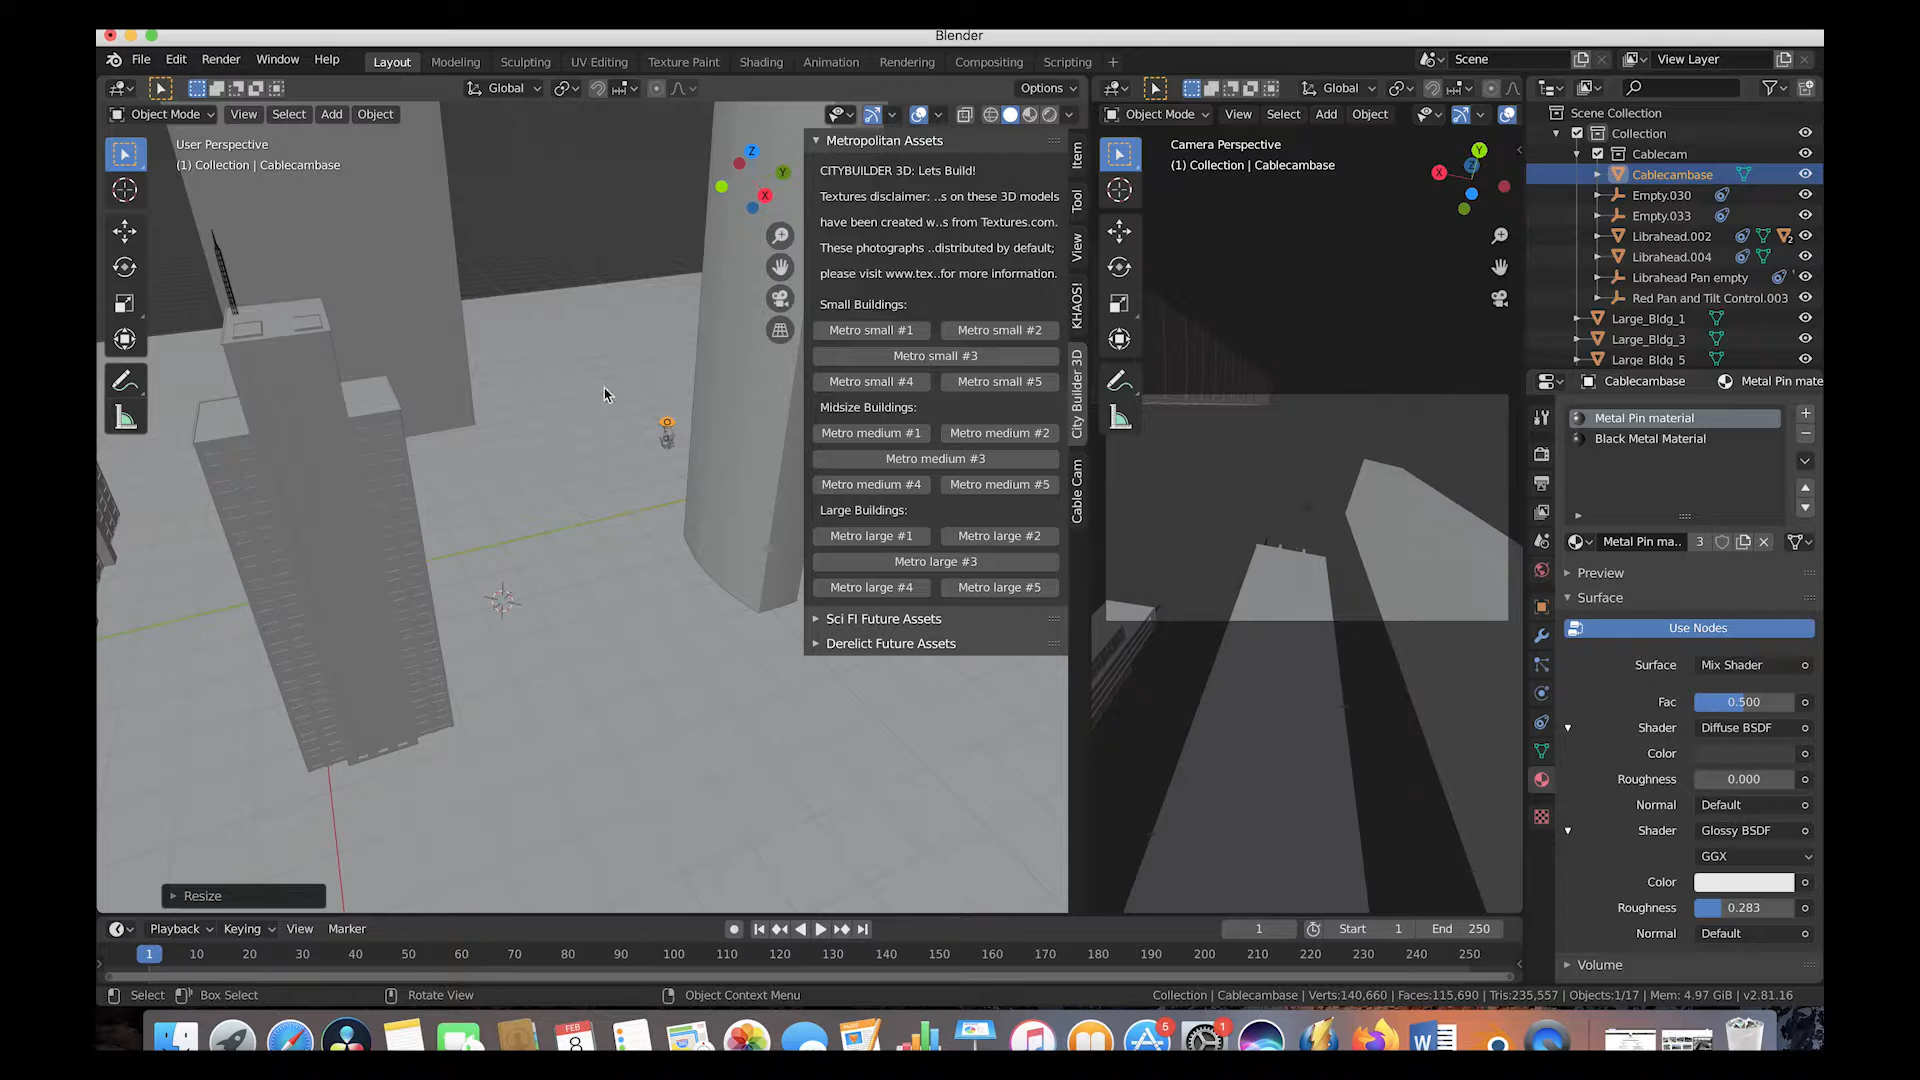 Blender
File Edit Render Window Help Layout Modeling Sculpting UV Editing Texture Paint Shading Animation Rendering Compositing Scripting + Scene View Layer
Global Options
Object Mode View Select Add Object
User Perspective
(1) Collection | Cablecambase
Z
Y
X
Metropolitan Assets
CITYBUILDER 3D: Lets Build!
Textures disclaimer: ..s on these 3D models
have been created w..s from Textures.com.
These photographs ..distributed by default;
please visit www.tex..for more information.
Small Buildings:
Metro small #1 Metro small #2
Metro small #3
Metro small #4 Metro small #5
Midsize Buildings:
Metro medium #1 Metro medium #2
Metro medium #3
Metro medium #4 Metro medium #5
Large Buildings:
Metro large #1 Metro large #2
Metro large #3
Metro large #4 Metro large #5
Sci FI Future Assets
Derelict Future Assets
Item
Tool
View
KHAOS!
City Builder 3D
Cable Cam
Resize
Global
Object Mode View Select Add Object
Camera Perspective
(1) Collection | Cablecambase
Y
Z
X
Scene Collection
Collection
Cablecam
Cablecambase
Empty.030
Empty.033
Librahead.002 2
Librahead.004
Librahead Pan empty
Red Pan and Tilt Control.003
Large_Bldg_1
Large_Bldg_3
Large_Bldg_5
Cablecambase Metal Pin mate
Metal Pin material
Black Metal Material
Metal Pin ma.. 3
Preview
Surface
Use Nodes
Surface Mix Shader
Fac 0.500
Shader Diffuse BSDF
Color
Roughness 0.000
Normal Default
Shader Glossy BSDF
GGX
Color
Roughness 0.283
Normal Default
Volume
Playback Keying View Marker 1 Start 1 End 250
1 10 20 30 40 50 60 70 80 90 100 110 120 130 140 150 160 170 180 190 200 210 220 230 240 250
Select Box Select Rotate View Object Context Menu Collection | Cablecambase | Verts:140,660 | Faces:115,690 | Tris:235,557 | Objects:1/17 | Mem: 4.97 GiB | v2.81.16
FEB
8
5
1
W